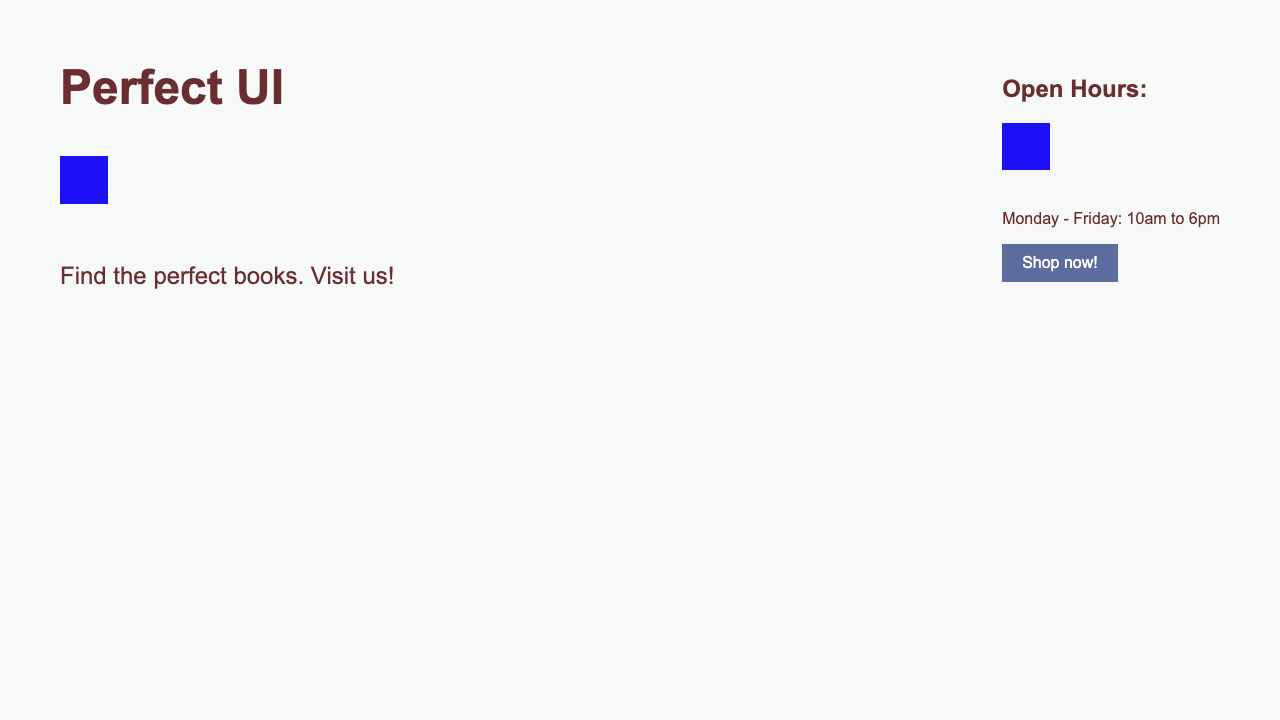 Perfect UI
Find the perfect books. Visit us!
Open Hours:
Monday - Friday: 10am to 6pm
Shop now!